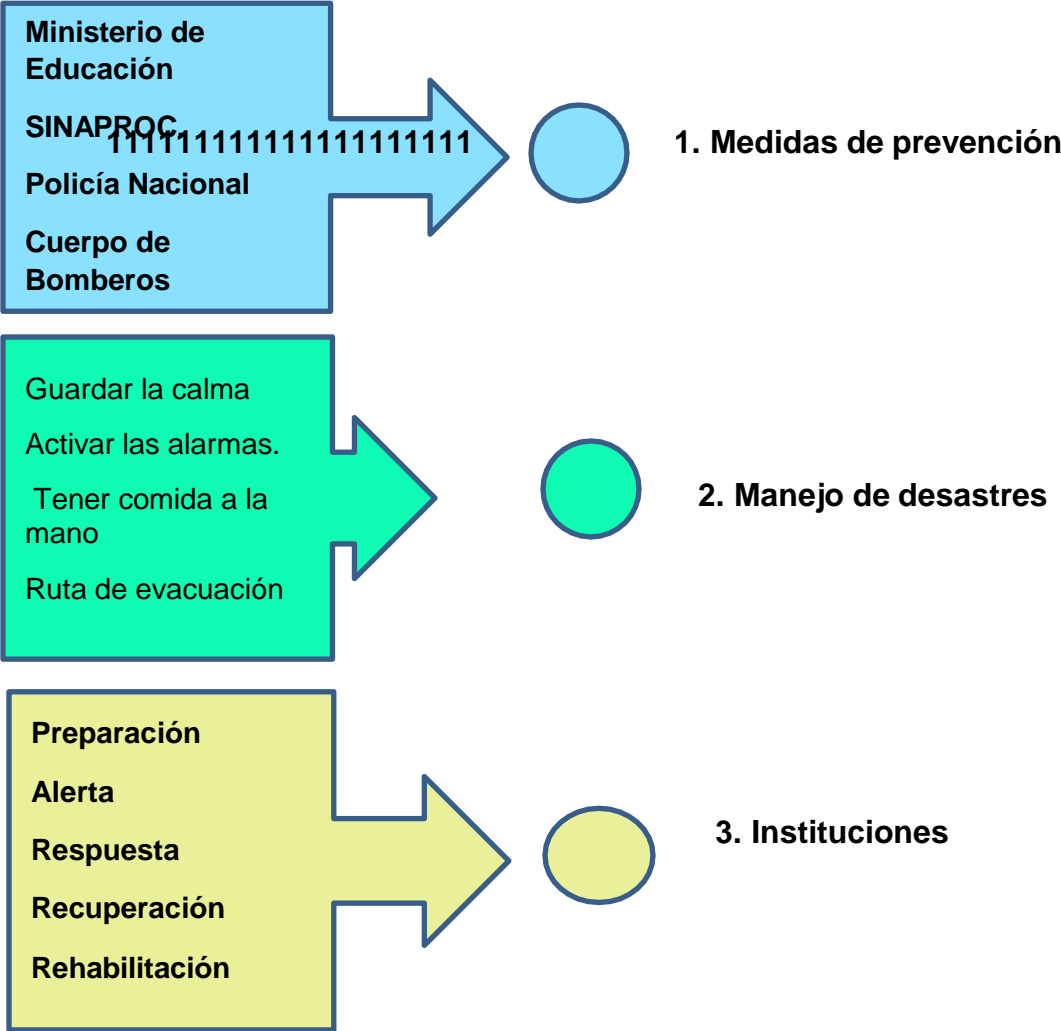 Ministerio de
Educación
SINAPROC.
111111111111111111111
Policía Nacional
Cuerpo de
Bomberos
1. Medidas de prevención
Guardar la calma
Activar las alarmas.
Tener comida a la
mano
Ruta de evacuación
2. Manejo de desastres
Preparación
Alerta
Respuesta
Recuperación
Rehabilitación
3. Instituciones